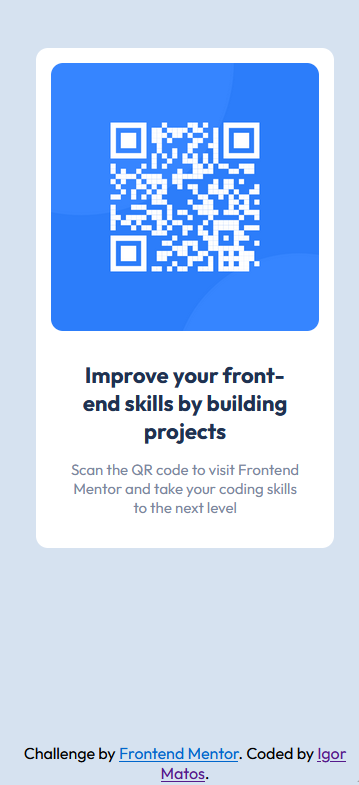 Improve your front-
end skills by building
projects
Scan the QR code to visit Frontend
Mentor and take your coding skills
to the next level
Challenge by Frontend Mentor. Coded by Igor
Matos.